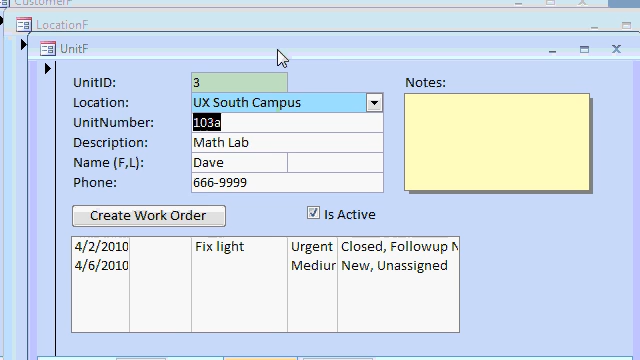 CustomerF
LocationF
UnitF
UnitID: 3
Notes:
Location: UX South Campus
UnitNumber: 103a
Description: Math Lab
Name (F,L): Dave
Phone: 666-9999
Create Work Order
Is Active
4/2/2010 Fix light Urgent Closed, Followup N
4/6/2010 Mediur New, Unassigned